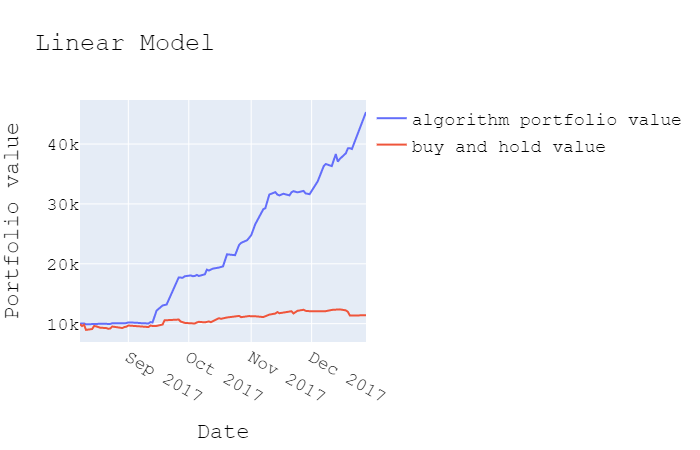 Linear Model
Portfolio value
40k
30k
20k
10k
Sep 2017
Oct 2017
Nov 2017
Dec 2017
Date
algorithm portfolio value
buy and hold value